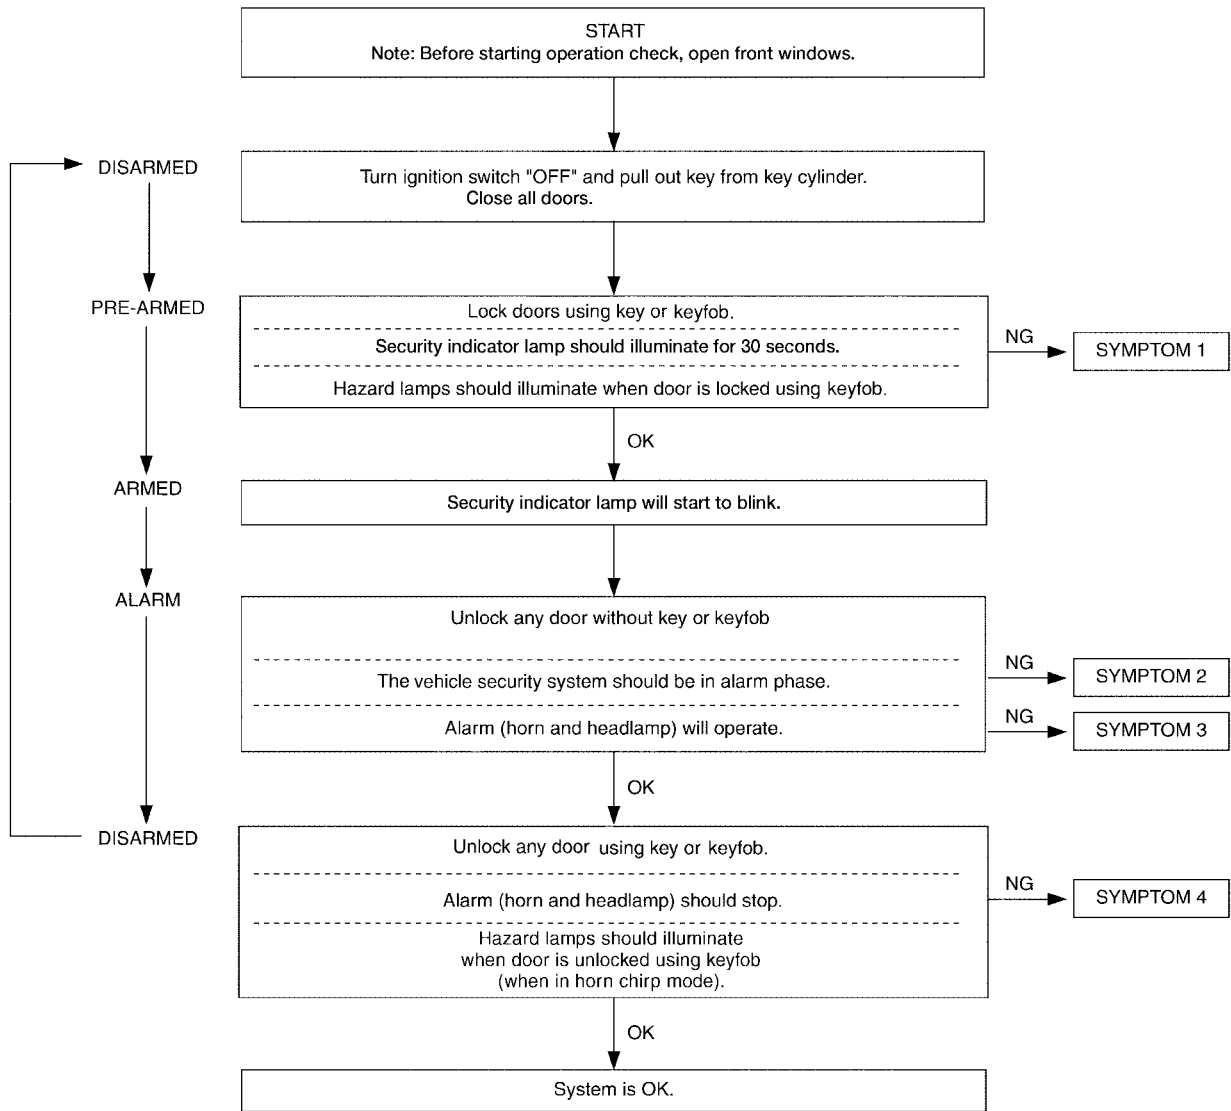 START
Note: Before starting operation check, open front windows.
DISARMED
Turn ignition switch "OFF" and pull out key from key cylinder.
Close all doors.
PRE-ARMED
Lock doors using key or keyfob.
Security indicator lamp should illuminate for 30 seconds.
Hazard lamps should illuminate when door is locked using keyfob.
NG
SYMPTOM 1
OK
ARMED
Security indicator lamp will start to blink.
ALARM
Unlock any door without key or keyfob
The vehicle security system should be in alarm phase.
NG
SYMPTOM 2
Alarm (horn and headlamp) will operate.
NG
SYMPTOM 3
OK
DISARMED
Unlock any door using key or keyfob.
Alarm (horn and headlamp) should stop.
NG
SYMPTOM 4
Hazard lamps should illuminate
when door is unlocked using keyfob
(when in horn chirp mode).
OK
System is OK.